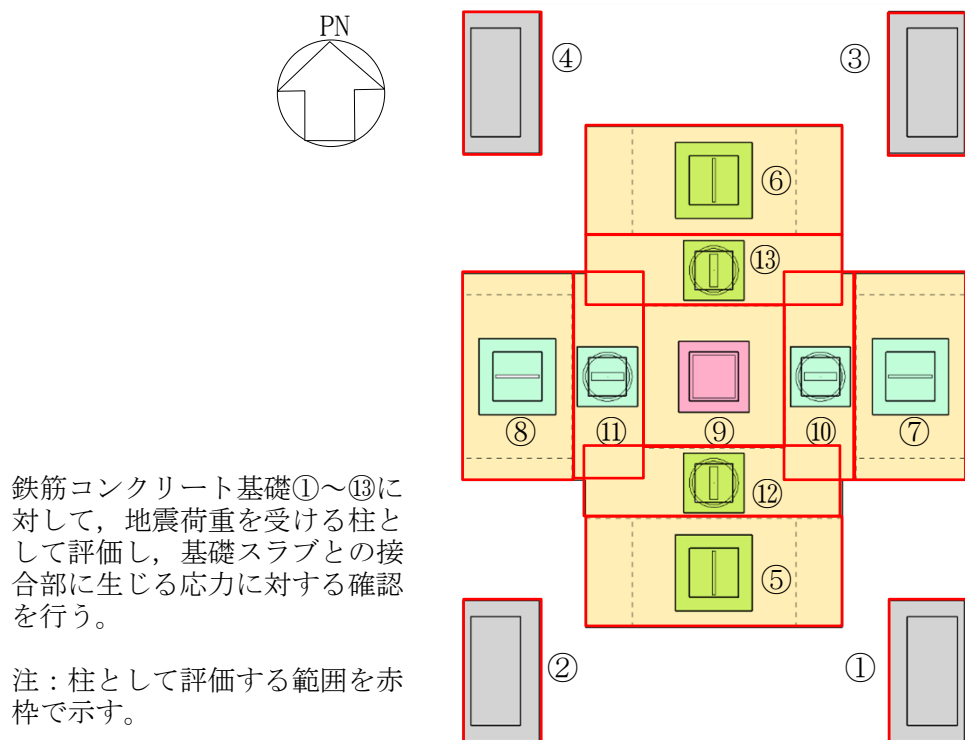 PN
④
③
⑥
⑬
⑧
⑪
⑨
⑩
⑦
⑫
⑤
②
①
鉄筋コンクリート基礎①～⑬に
対して，地震荷重を受ける柱と
して評価し，基礎スラブとの接
合部に生じる応力に対する確認
を行う。
注：柱として評価する範囲を赤
枠で示す。